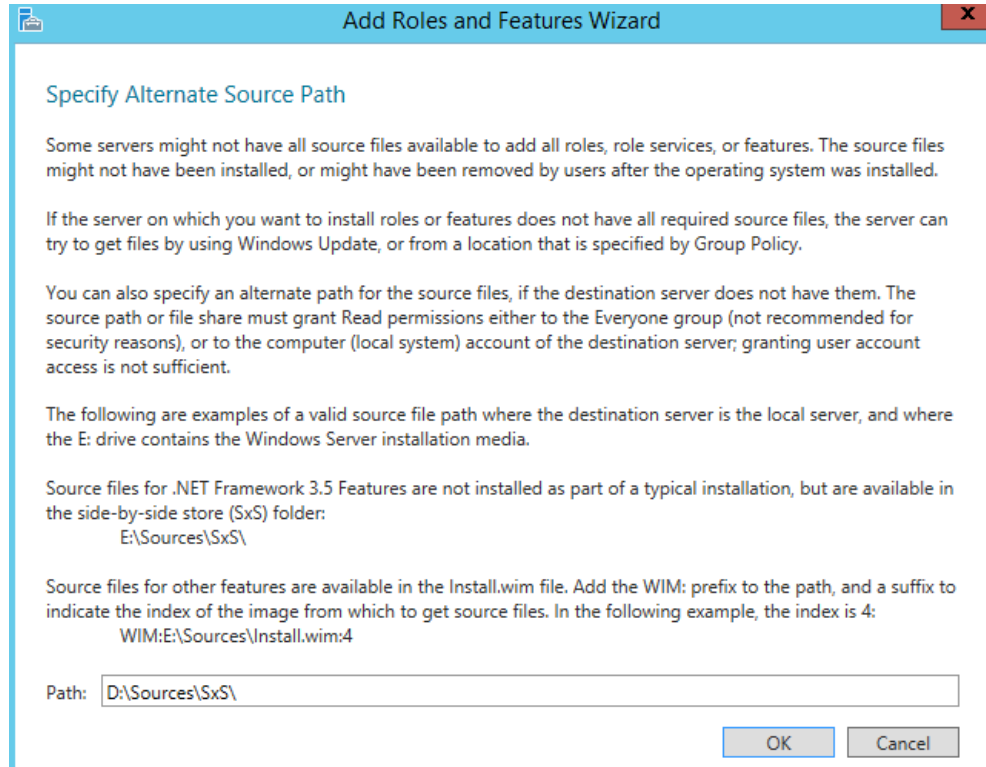 Add Roles and Features Wizard
x
Specify Alternate Source Path
Some servers might not have all source files available to add all roles, role services, or features. The source files
might not have been installed, or might have been removed by users after the operating system was installed.
If the server on which you want to install roles or features does not have all required source files, the server can
try to get files by using Windows Update, or from a location that is specified by Group Policy.
You can also specify an alternate path for the source files, if the destination server does not have them. The
source path or file share must grant Read permissions either to the Everyone group (not recommended for
security reasons), or to the computer (local system) account of the destination server; granting user account
access is not sufficient.
The following are examples of a valid source file path where the destination server is the local server, and where
the E: drive contains the Windows Server installation media.
Source files for .NET Framework 3.5 Features are not installed as part of a typical installation, but are available in
the side-by-side store (SxS) folder:
E:\Sources\SxS\
Source files for other features are available in the Install.wim file. Add the WIM: prefix to the path, and a suffix to
indicate the index of the image from which to get source files. In the following example, the index is 4:
WIM:E:\Sources\Install.wim:4
Path: D:\Sources\SxS\
OK Cancel